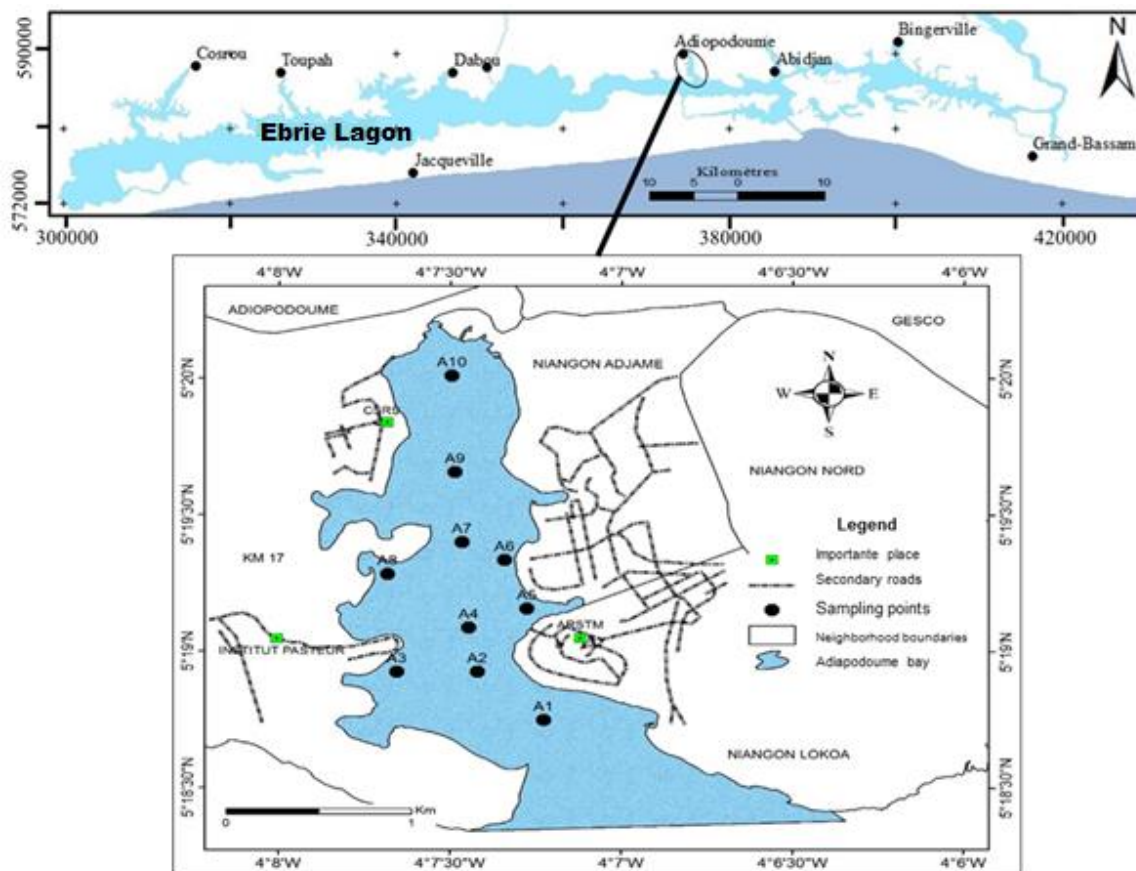 590000
572000
Cosrou
Toupah
Dabou
Adiopodoume
Abidjan
Bingerville
N
Ebrie Lagon
Jacqueville
Grand-Bassam
Kilomètres
10 5 0 10
300000 340000 380000 420000
4°8'W 4°7'30"W 4°7'W 4°6'30"W 4°6'W
ADIOPODOUME
GESCO
A10
NIANGON ADJAME
N
W E
S
5°20'N
5°20'N
CSRS
A9
NIANGON NORD
5°19'30"N
5°19'30"N
Legend
KM 17
A7
A6
A8
Importante place
Secondary roads
A5
Sampling points
A4
ARSTM
Neighborhood boundaries
INSTITUT PASTEUR
5°19'N
5°19'N
A3
A2
Adiapodoume bay
A1
NIANGON LOKOA
5°18'30"N
5°18'30"N
Km
0 1
4°8'W 4°7'30"W 4°7'W 4°6'30"W 4°6'W